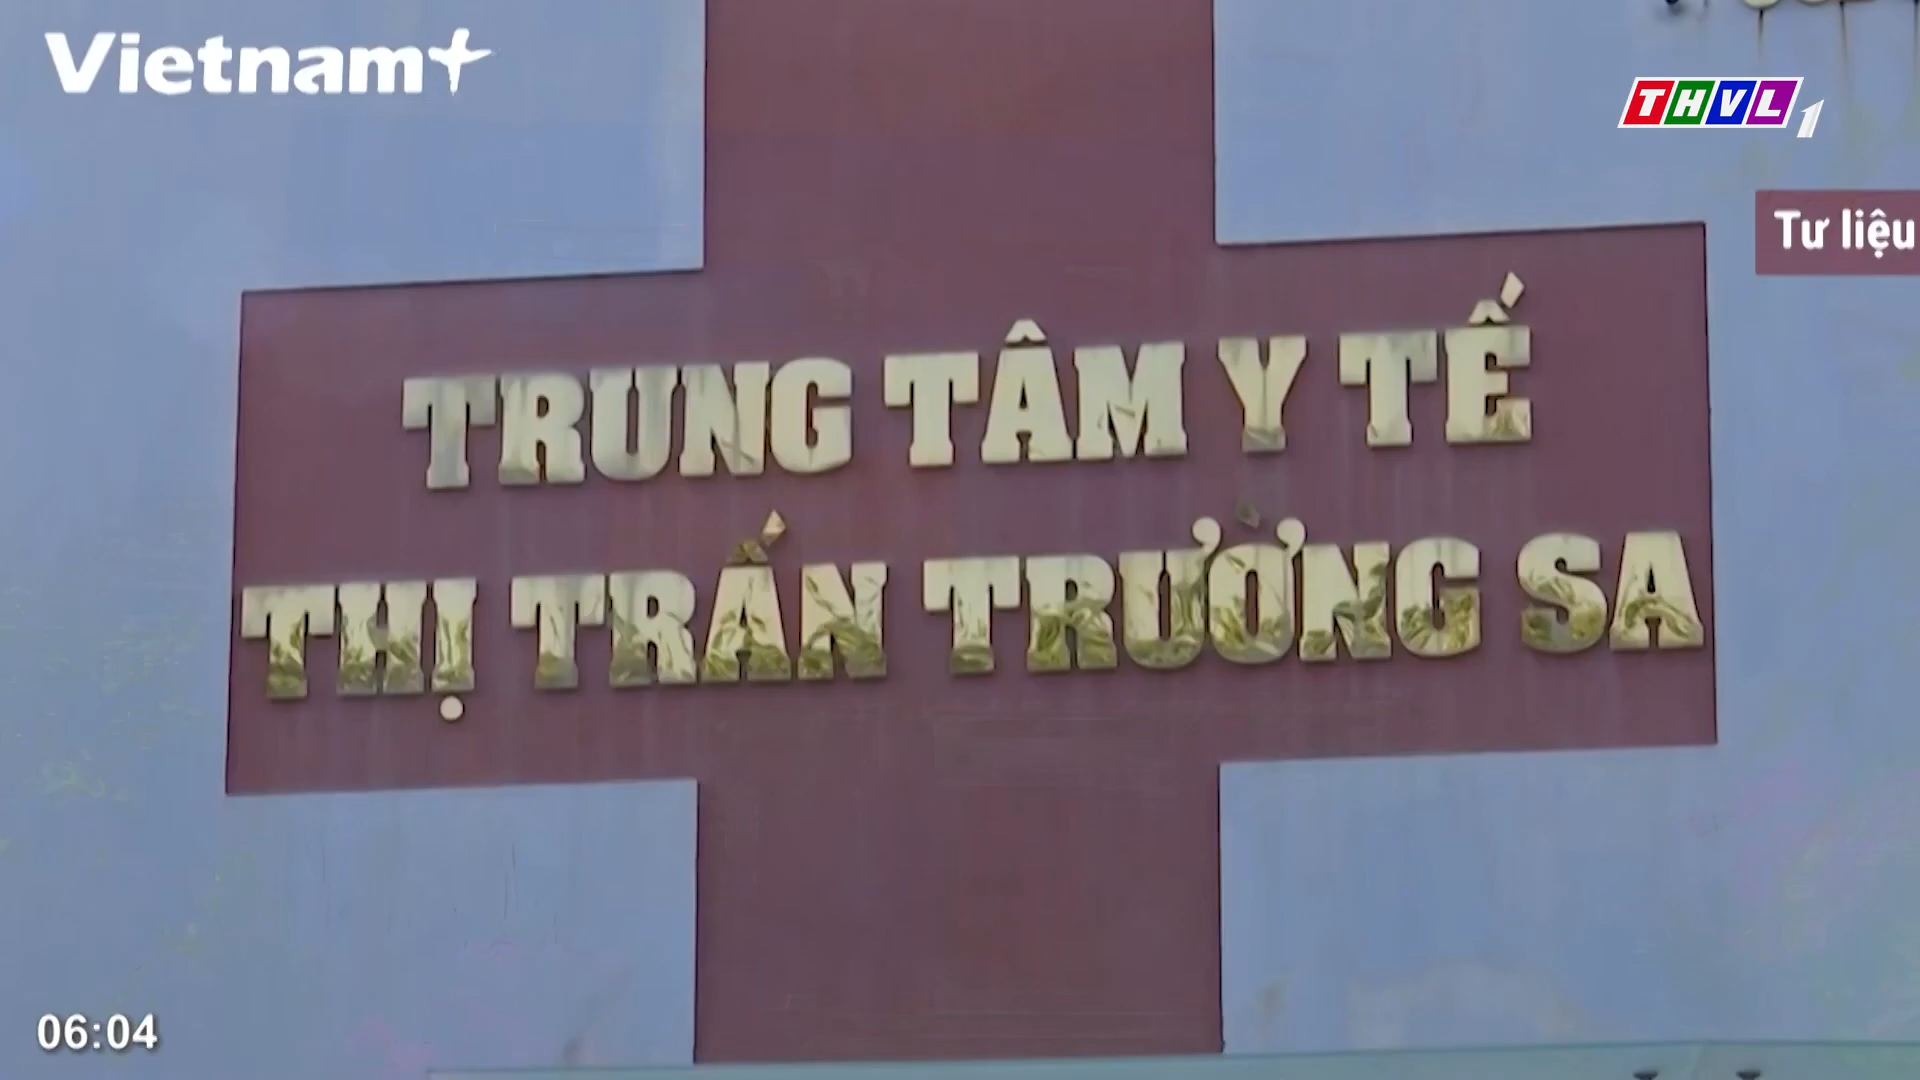 Vietnam+
THVL1
Tư liệu
TRUNG TÂM Y TẾ
THỊ TRẤN TRƯỜNG SA
06:04